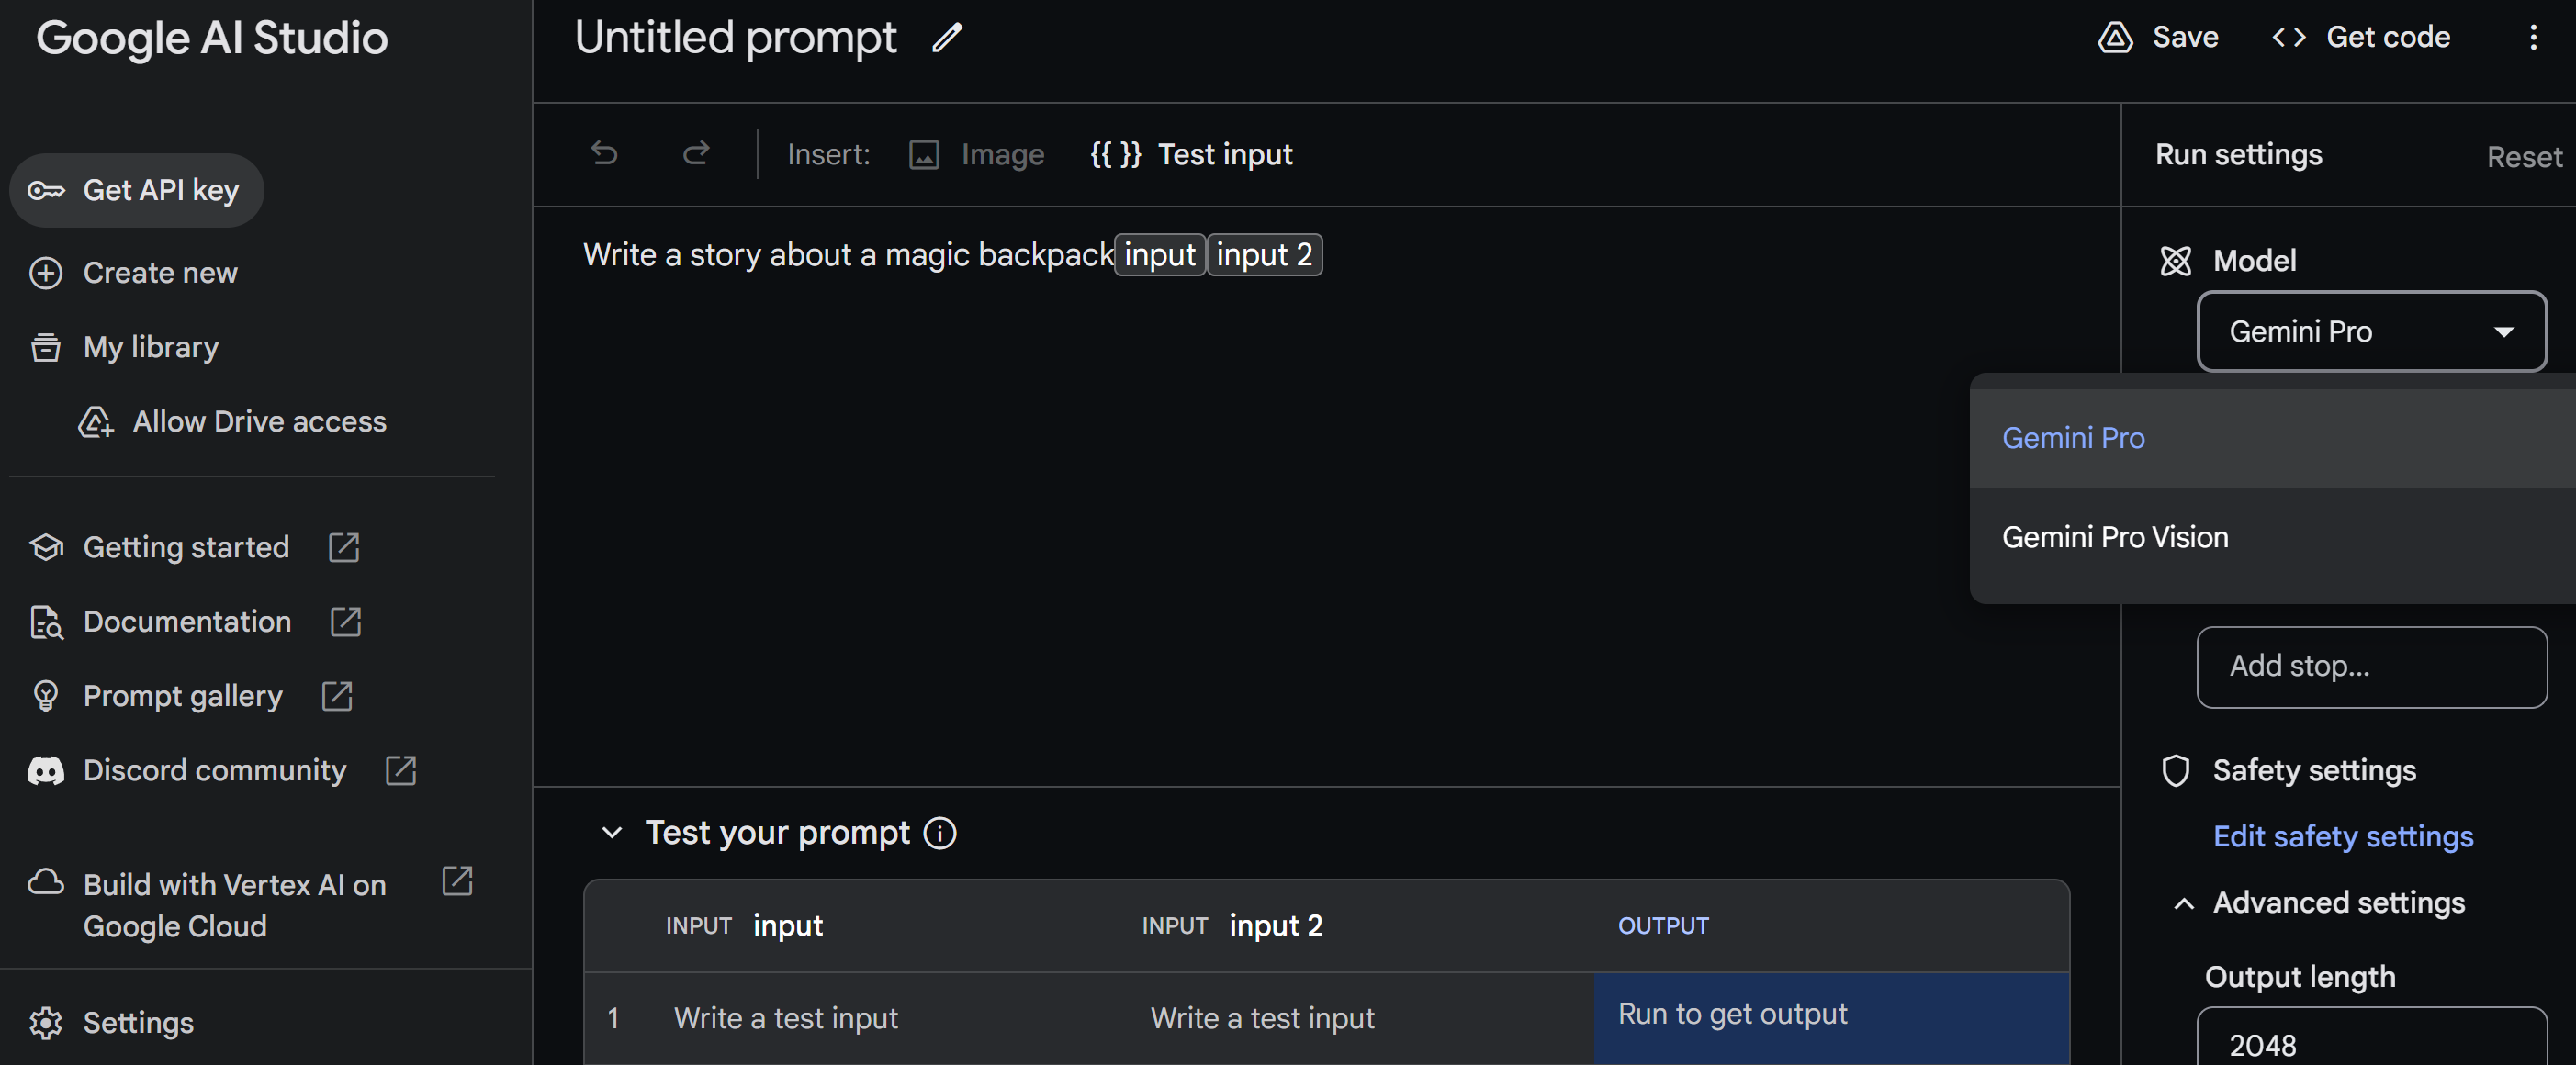 Google AI Studio
Get API key
Create new
My library
Allow Drive access
Getting started
Documentation
Prompt gallery
Discord community
Build with Vertex AI on
Google Cloud
Settings
Untitled prompt
Save
Get code
Insert:
Image
{{ }} Test input
Write a story about a magic backpack input input 2
Test your prompt
INPUT input
INPUT input 2
OUTPUT
1
Write a test input
Write a test input
Run to get output
Run settings
Reset
Model
Gemini Pro
Gemini Pro
Gemini Pro Vision
Add stop...
Safety settings
Edit safety settings
Advanced settings
Output length
2048